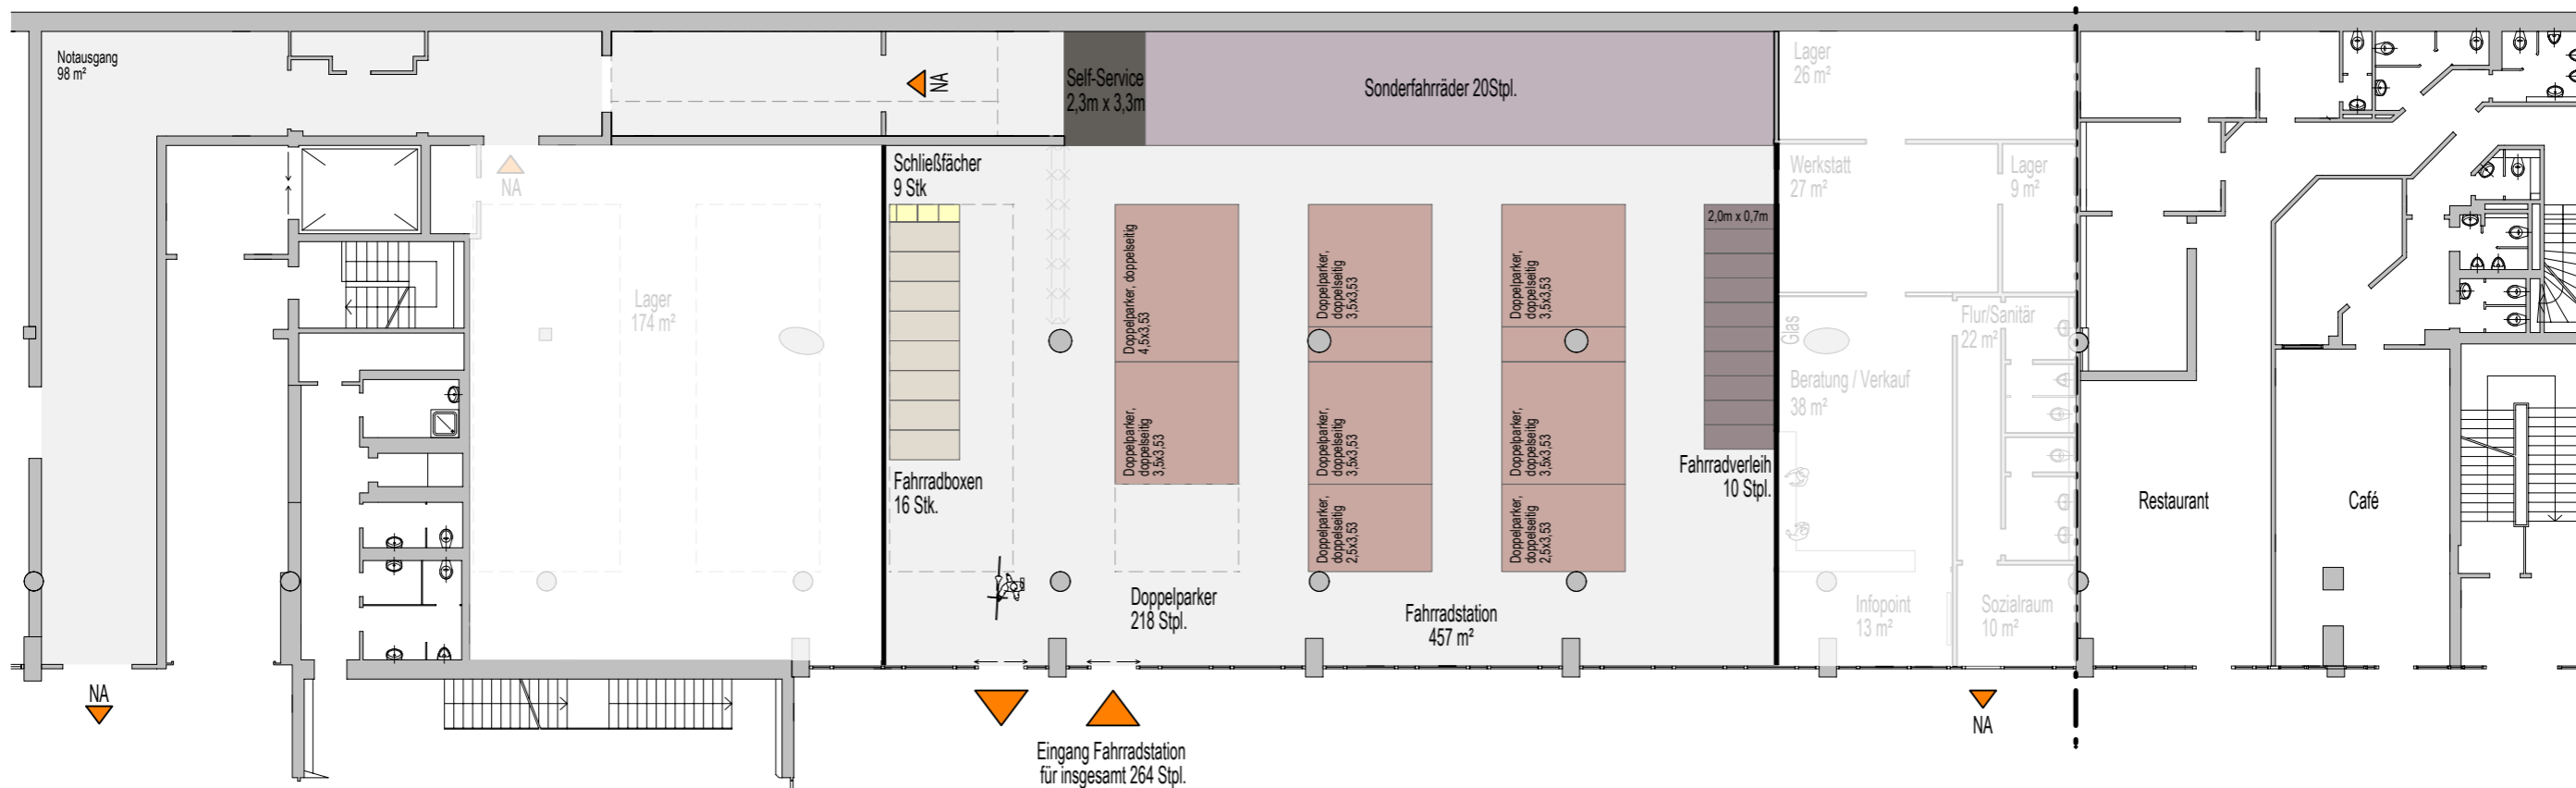 Notausgang
98 m²
NA
Self-Service
2,3m x 3,3m
Sonderfahrräder 20Stpl.
Lager
26 m²
NA
Schließfächer
9 Stk
Werkstatt
27 m²
Lager
9 m²
2,0m x 0,7m
Doppelparker, doppelseitig
4,5x3,53
Doppelparker,
doppelseitig
3,5x3,53
Doppelparker,
doppelseitig
3,5x3,53
Lager
174 m²
Glas
Flur/Sanitär
22 m²
Beratung / Verkauf
38 m²
Doppelparker,
doppelseitig
3,5x3,53
Doppelparker,
doppelseitig
3,5x3,53
Doppelparker,
doppelseitig
3,5x3,53
Fahrradboxen
16 Stk.
Fahrradverleih
10 Stpl.
Restaurant
Café
Doppelparker,
doppelseitig
2,5x3,53
Doppelparker,
doppelseitig
2,5x3,53
Doppelparker
218 Stpl.
Fahrradstation
457 m²
Infopoint
13 m²
Sozialraum
10 m²
NA
NA
Eingang Fahrradstation
für insgesamt 264 Stpl.